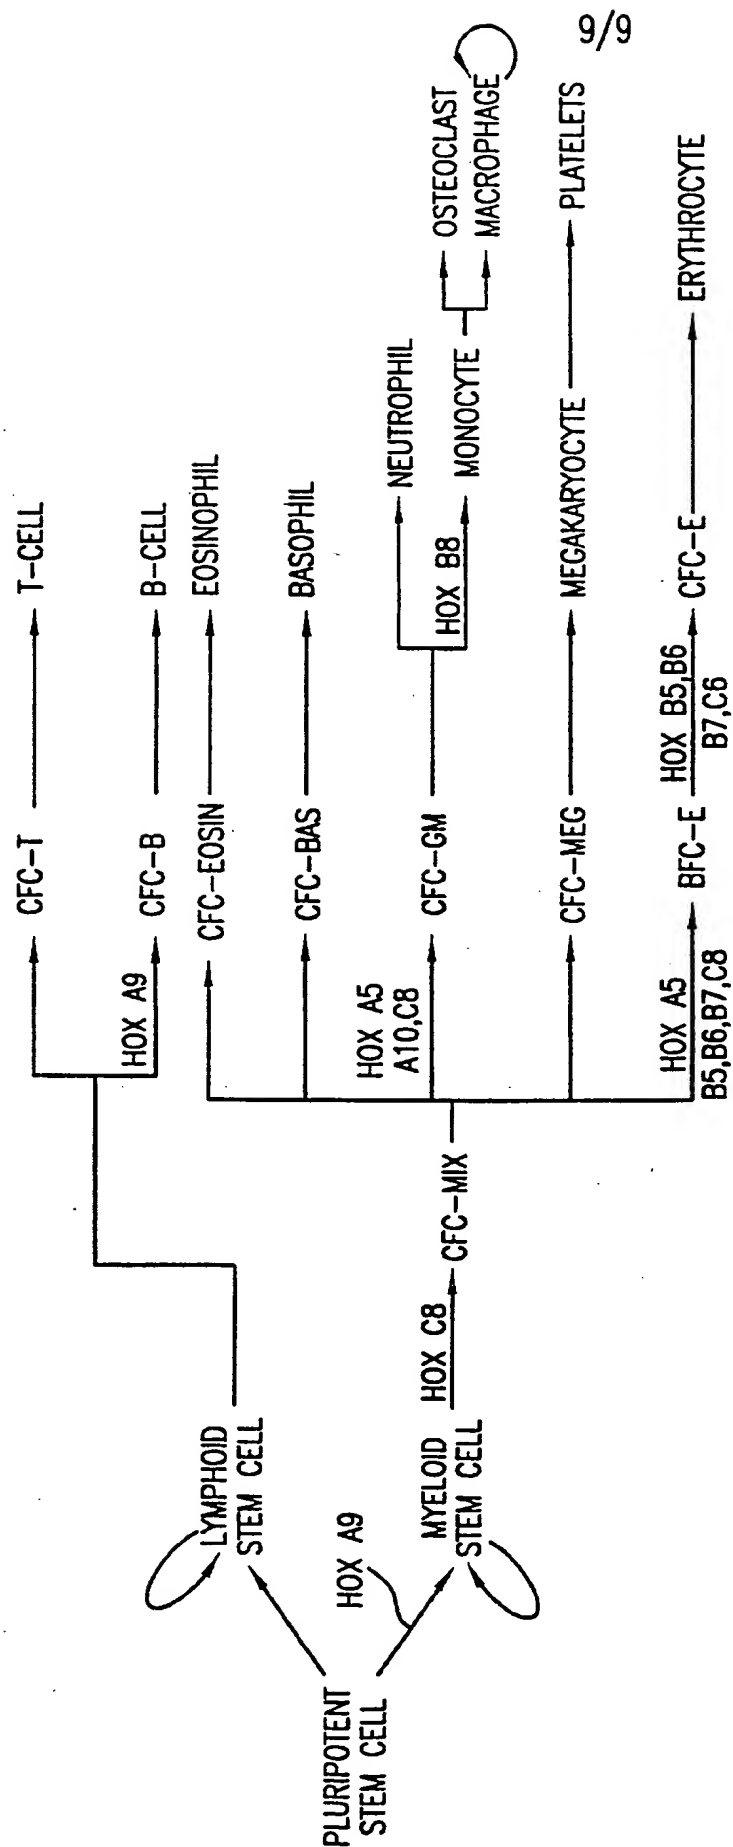 6/6
PLURIPOTENT
STEM CELL
LYMPHOID
STEM CELL
HOX A9
MYELOID
STEM CELL
HOX C8
CFC-MIX
HOX A9
CFC-T
T-CELL
CFC-B
B-CELL
CFC-EOSIN
EOSINOPHIL
CFC-BAS
BASOPHIL
HOX A5
A10,C8
CFC-GM
NEUTROPHIL
HOX B8
MONOCYTE
OSTEOCLAST
MACROPHAGE
CFC-MEG
MEGAKARYOCYTE
PLATELETS
HOX A5
B5,B6,B7,C8
BFC-E
HOX B5,B6
B7,C6
CFC-E
ERYTHROCYTE